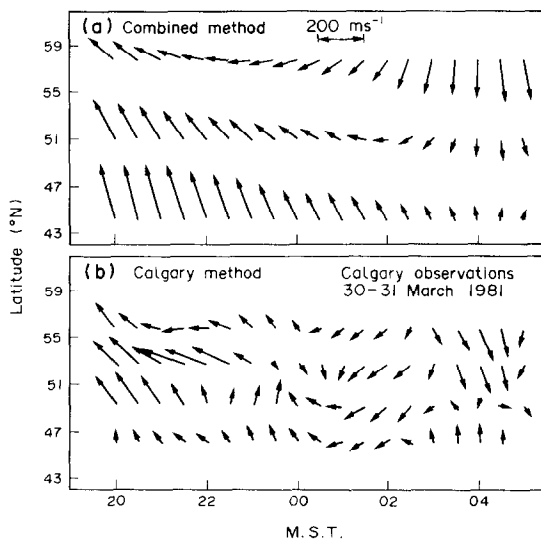 (a) Combined method
200 ms⁻¹
59
55
51
47
43
Latitude (°N)
(b) Calgary method
Calgary observations
30-31 March 1981
59
55
51
47
43
20 22 00 02 04
M.S.T.